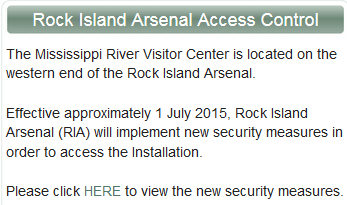 Rock Island Arsenal Access Control
The Mississippi River Visitor Center is located on the
western end of the Rock Island Arsenal.
Effective approximately 1 July 2015, Rock Island
Arsenal (RIA) will implement new security measures in
order to access the Installation.
Please click HERE to view the new security measures.